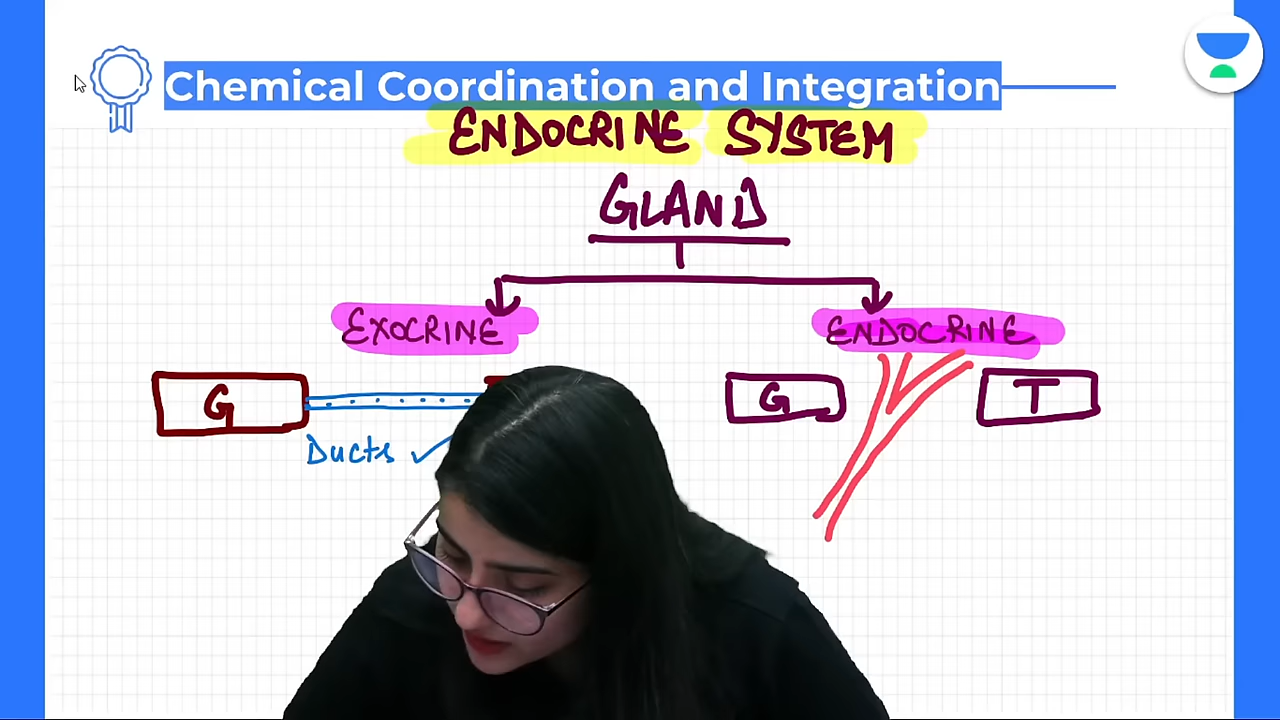 Chemical Coordination and Integration
ENDOCRINE SYSTEM
GLAND
EXOCRINE ENDOCRINE
G G T
Ducts